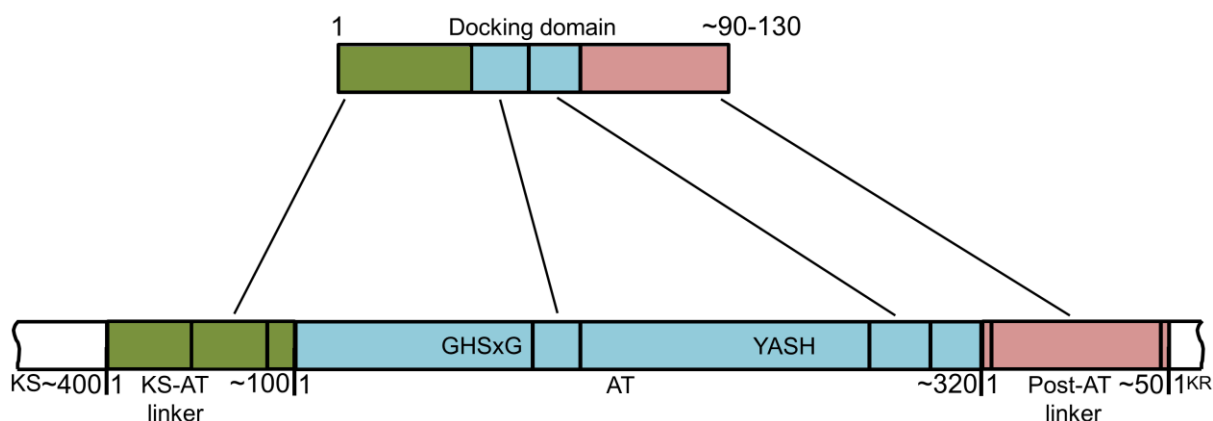 1 Docking domain ~90-130
GHSxG YASH
KS~400 1 KS-AT ~100 1 AT ~320 1 Post-AT ~50 1 KR
linker linker